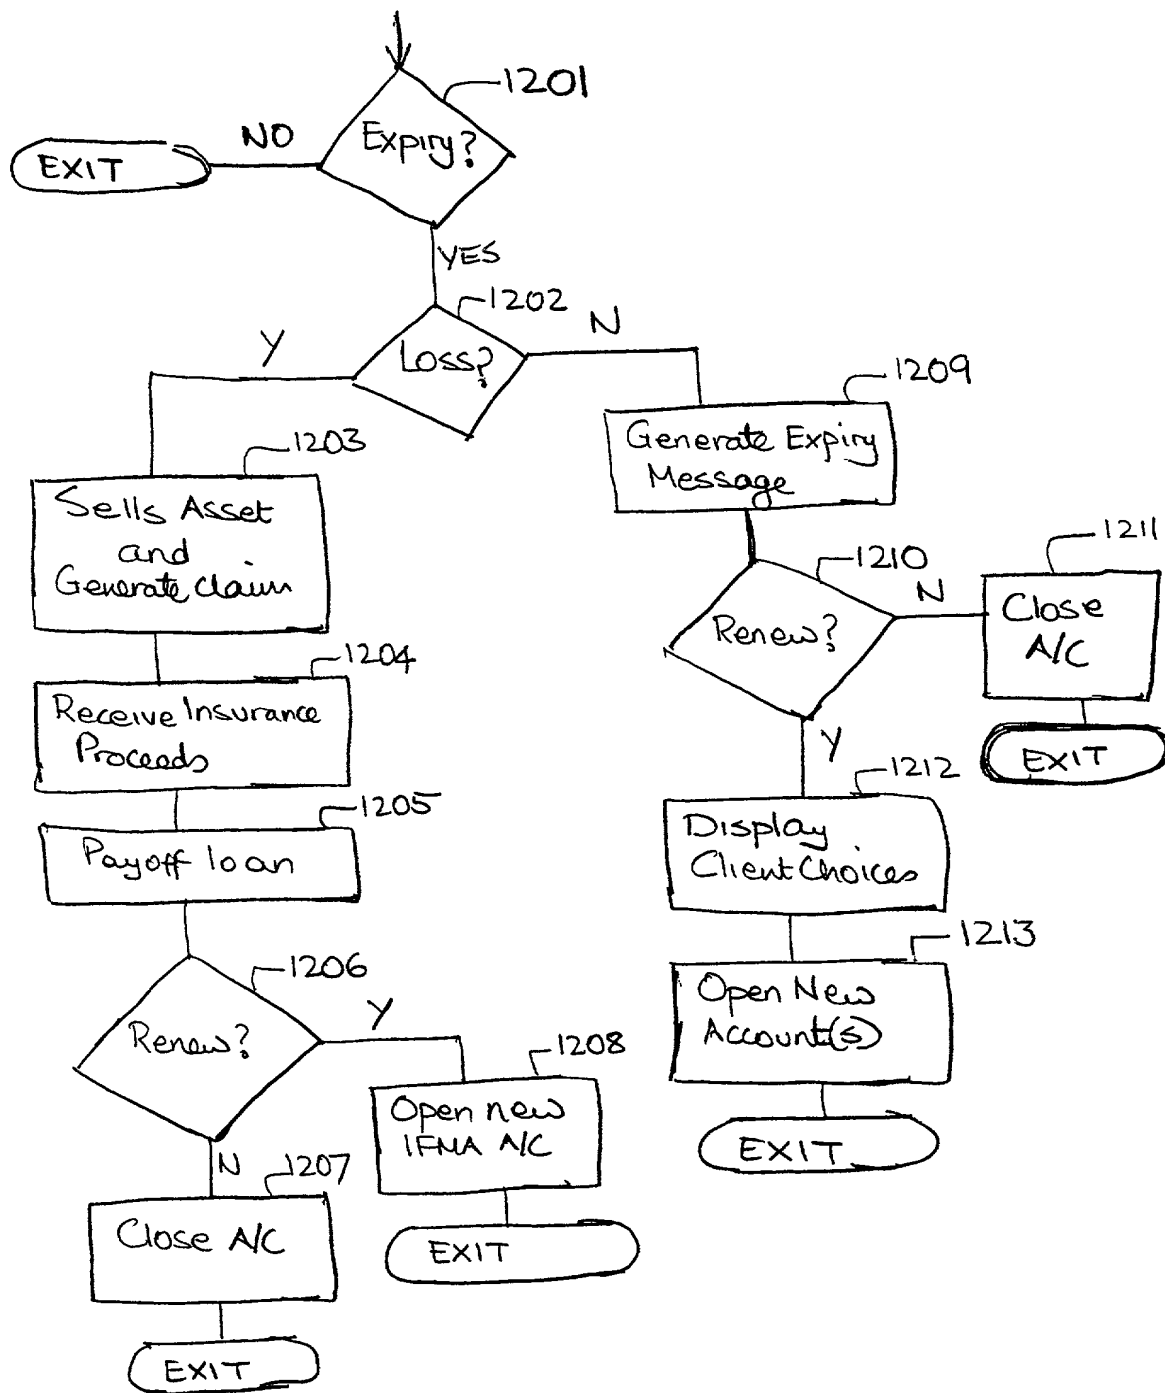 1201
Expiry?
NO
EXIT
YES
1202
Loss?
Y
N
1209
Generate Expiry
Message
1203
Sells Asset
and
Generate Claim
1211
1210
N
Close
A/C
Renew?
1204
Receive Insurance
Proceeds
Y
EXIT
1212
1205
Display
Client Choices
Payoff loan
1213
1206
Open New
Account(s)
Y
Renew?
1208
Open new
IFMA A/C
EXIT
N
1207
Close A/C
EXIT
EXIT